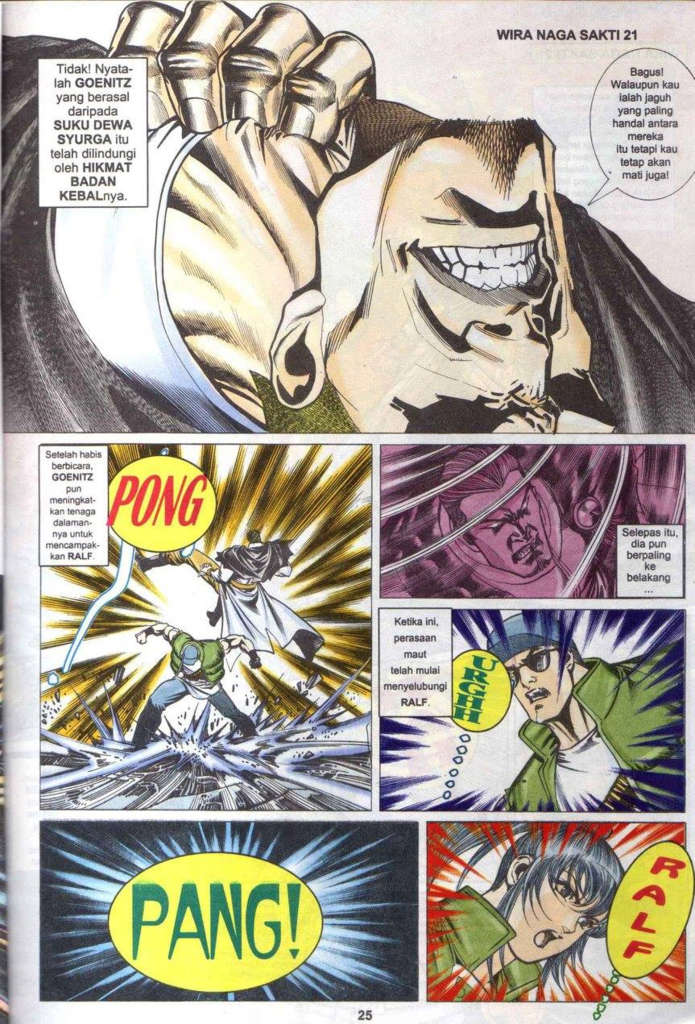 WIRA NAGA SAKTI 21
Tidak! Nyata-
lah GOENITZ
yang berasal
daripada
SUKU DEWA
SYURGA itu
telah dilindungi
oleh HIKMAT
BADAN
KEBALnya.
Bagus!
Walaupun kau
ialah jaguh
yang paling
handal antara
mereka
itu tetapi kau
tetap akan
mati juga!
Setelah habis
berbicara,
GOENITZ
pun
meningkat-
kan tenaga
dalaman-
nya untuk
mencampak-
kan RALF.
PONG
Selepas itu,
dia pun
berpaling
ke
belakang
...
Ketika ini,
perasaan
maut
telah mulai
menyelubungi
RALF.
URGHH
PANG!
RALF
25